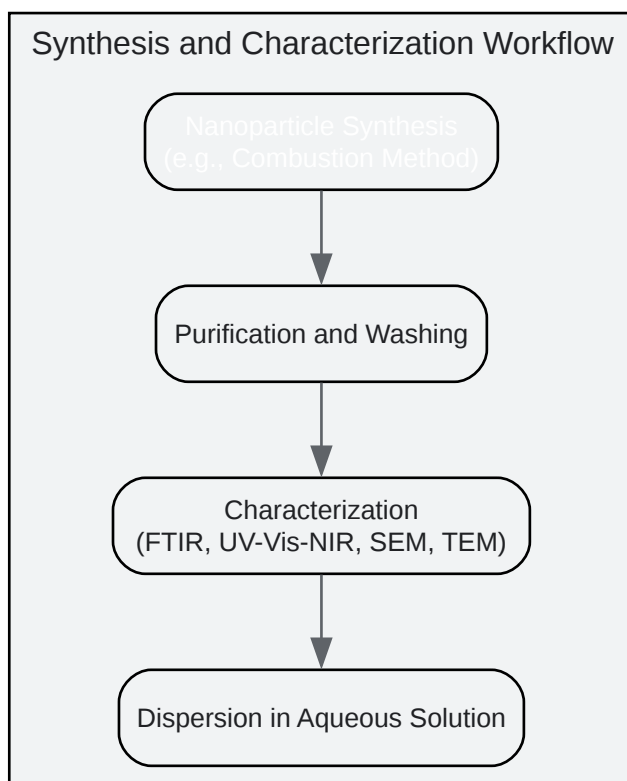 Synthesis and Characterization Workflow
Nanoparticle Synthesis
(e.g., Combustion Method)
Purification and Washing
Characterization
(FTIR, UV-Vis-NIR, SEM, TEM)
Dispersion in Aqueous Solution